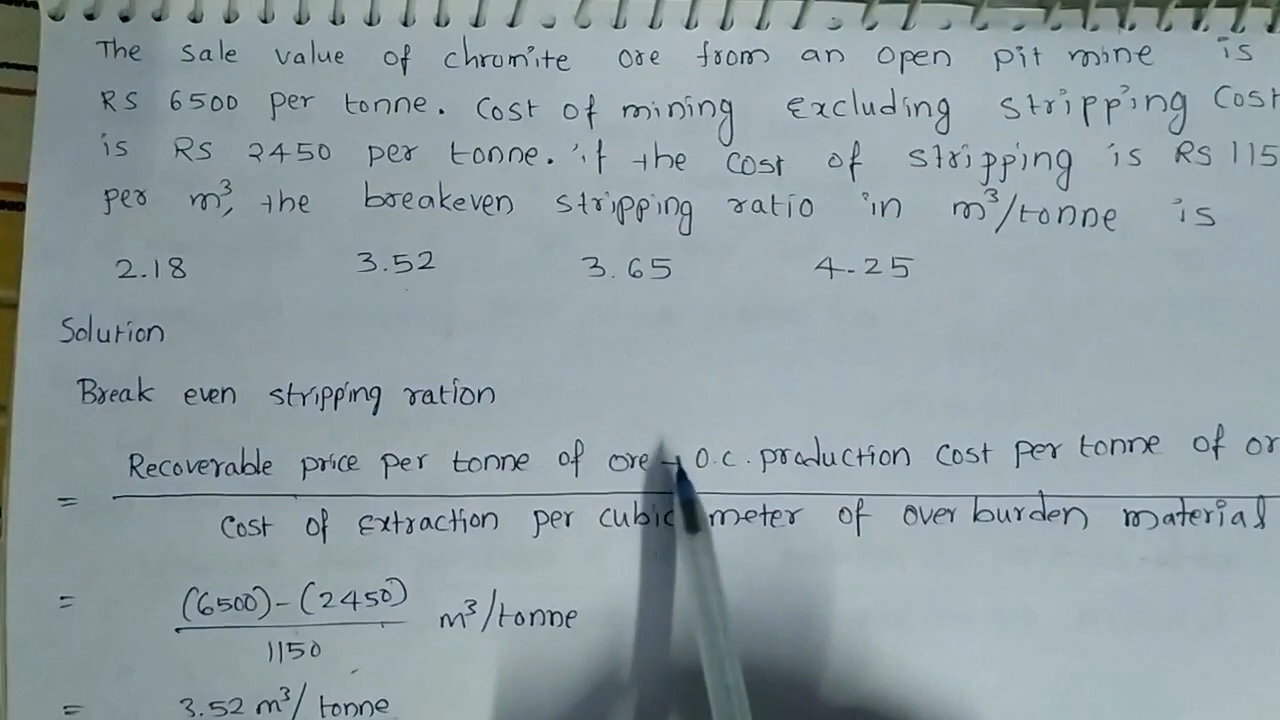 The sale value of chromite ore from an open pit mine is
RS 6500 per tonne. Cost of mining excluding stripping Cost
is RS 2450 per tonne. if the cost of stripping is RS 115
per m³, the breakeven stripping ratio in m³/tonne is
2.18 3.52 3.65 4.25
Solution
Break even stripping ration
Recoverable price per tonne of ore - O.C. production cost per tonne of or
=
Cost of extraction per cubic meter of over burden material
= (6500)-(2450) m³/tonne
1150
= 3.52 m³/tonne